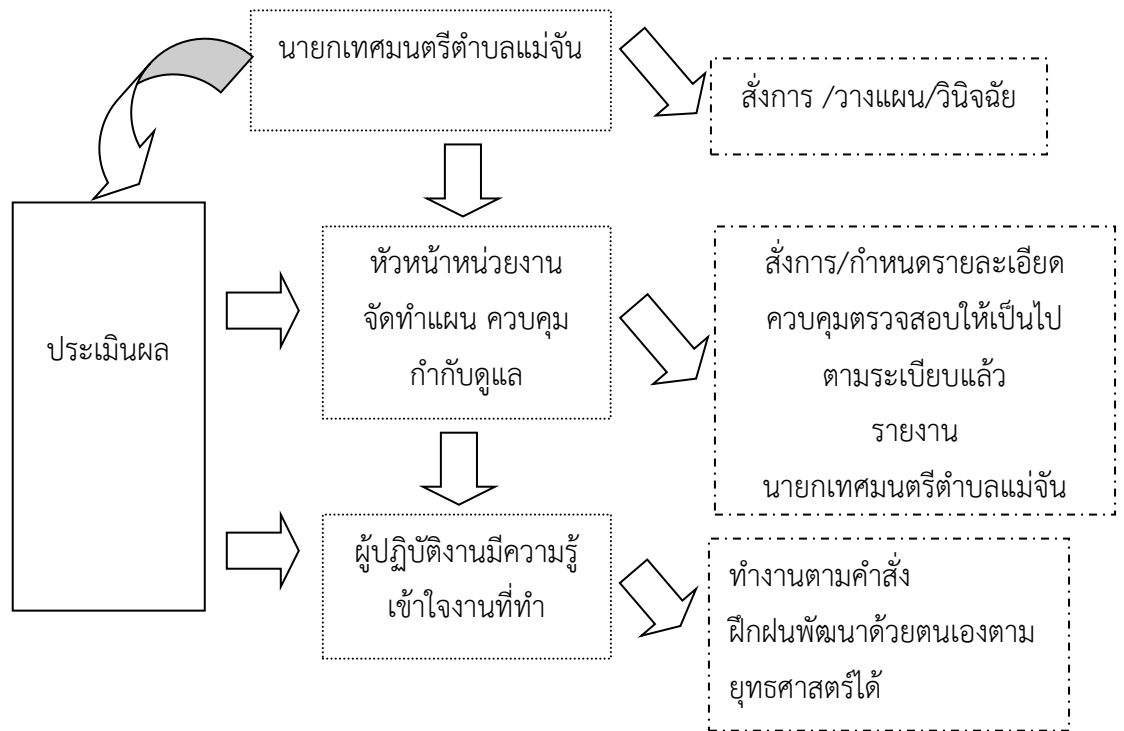 นายกเทศมนตรีตำบลแม่จัน
สั่งการ /วางแผน/วินิจฉัย
ประเมินผล
หัวหน้าหน่วยงาน
จัดทำแผน ควบคุม
กำกับดูแล
สั่งการ/กำหนดรายละเอียด
ควบคุมตรวจสอบให้เป็นไป
ตามระเบียบแล้ว
รายงาน
นายกเทศมนตรีตำบลแม่จัน
ผู้ปฏิบัติงานมีความรู้
เข้าใจงานที่ทำ
ทำงานตามคำสั่ง
ฝึกฝนพัฒนาด้วยตนเองตาม
ยุทธศาสตร์ได้